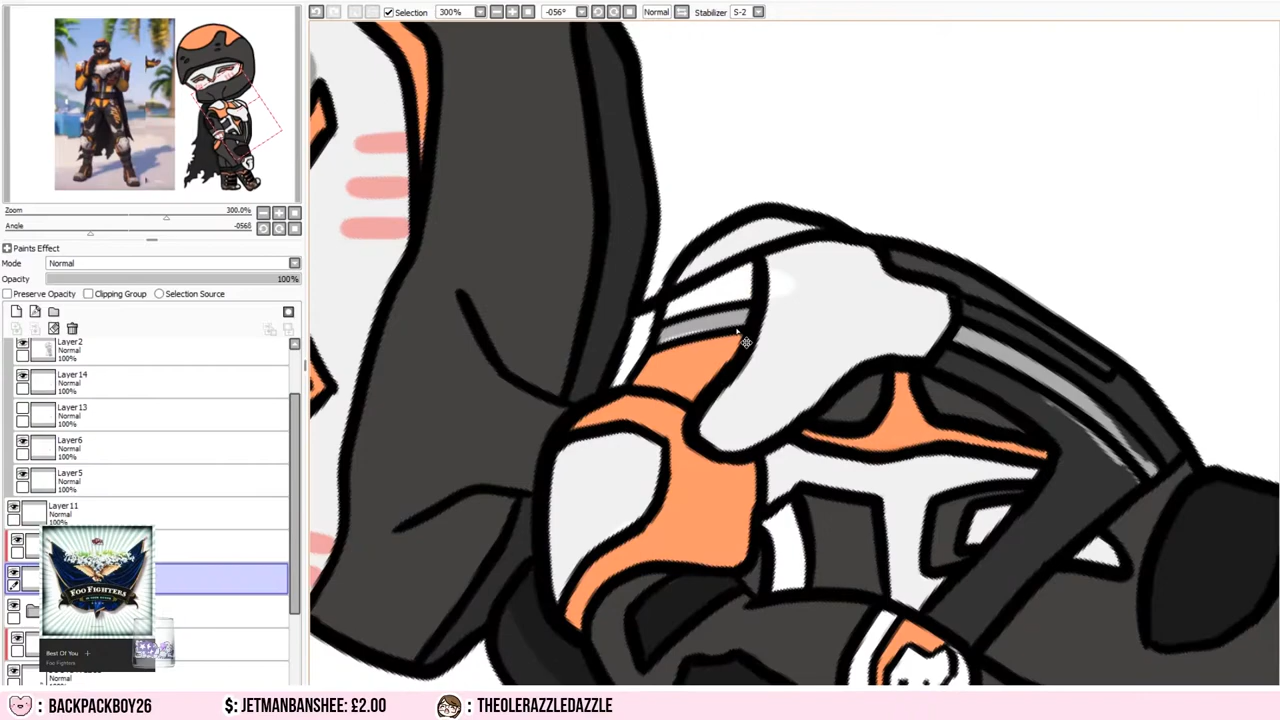 Selection 300% -056° Normal Stabilizer S-2
Zoom 300.0%
Angle -056ß
Paints Effect
Mode Normal
Opacity 100%
Preserve Opacity Clipping Group Selection Source
Layer2
Normal
100%
Layer14
Normal
100%
Layer13
Normal
100%
Layer6
Normal
100%
Layer5
Normal
100%
Layer11
Normal
100%
FOO FIGHTERS
Best Of You +
Foo Fighters
Normal
: BACKPACKBOY26
$: JETMANBANSHEE: £2.00
: THEOLERAZZLEDAZZLE